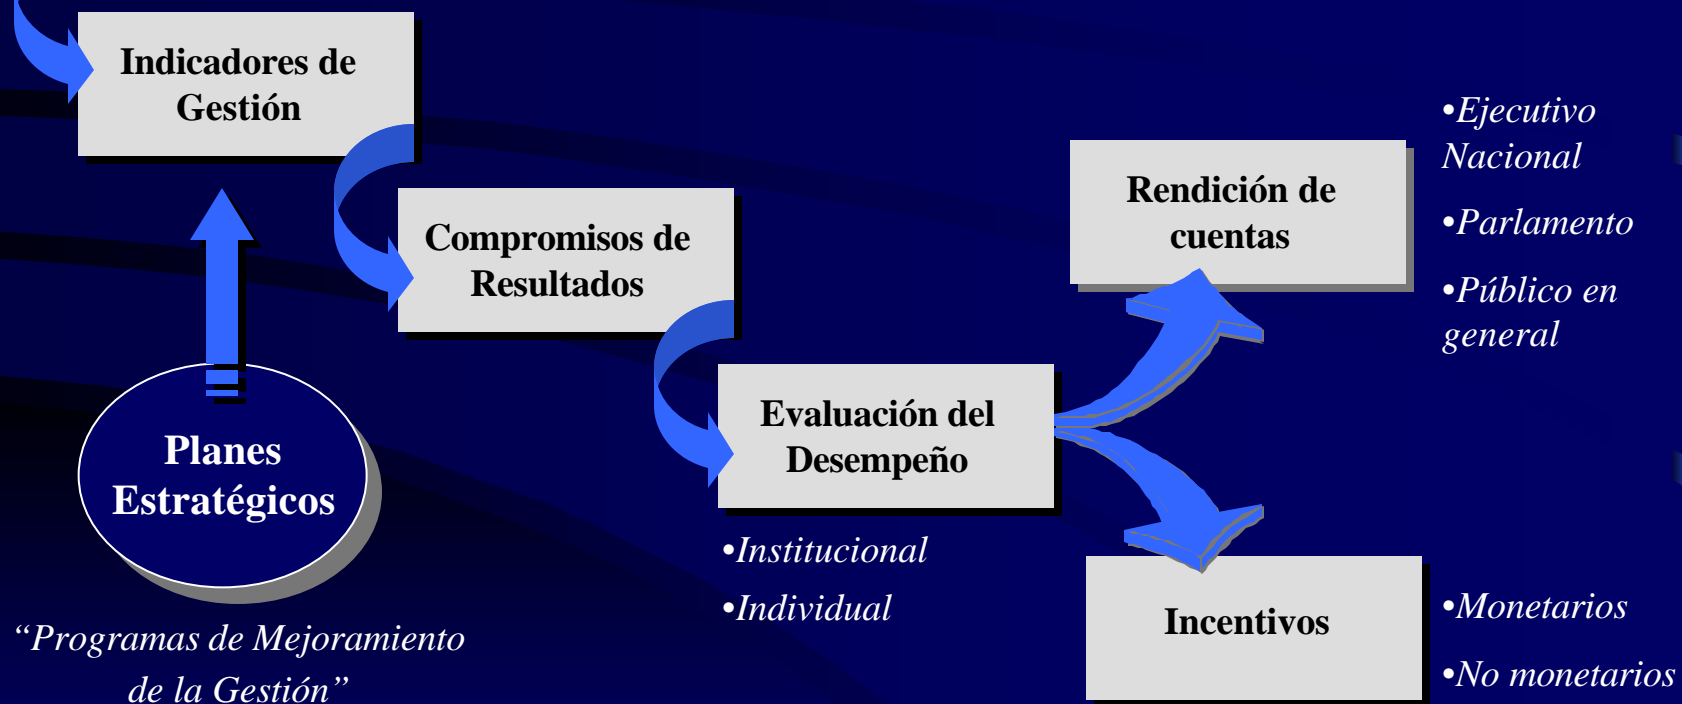 Indicadores de
Gestión
Compromisos de
Resultados
Planes
Estratégicos
“Programas de Mejoramiento
de la Gestión”
Evaluación del
Desempeño
•Institucional
•Individual
Rendición de
cuentas
•Ejecutivo
Nacional
•Parlamento
•Público en
general
Incentivos
•Monetarios
•No monetarios